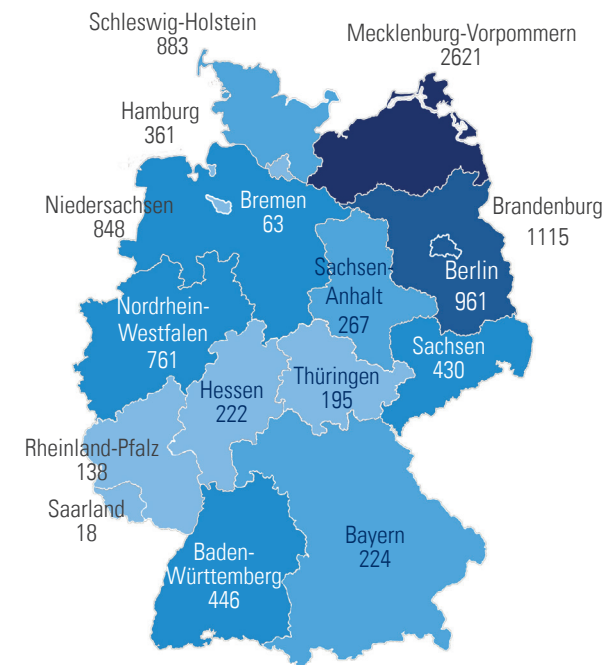 Schleswig-Holstein
883
Mecklenburg-Vorpommern
2621
Hamburg
361
Niedersachsen
848
Bremen
63
Brandenburg
1115
Berlin
961
Sachsen-
Anhalt
267
Nordrhein-
Westfalen
761
Sachsen
430
Hessen
222
Thüringen
195
Rheinland-Pfalz
138
Saarland
18
Baden-
Württemberg
446
Bayern
224